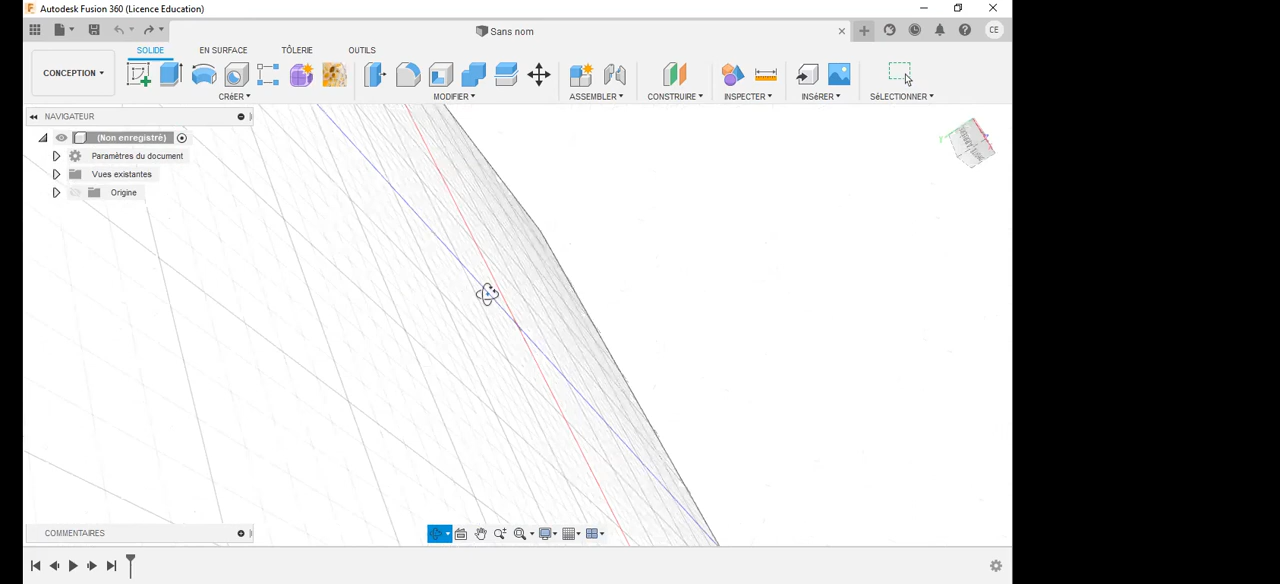 Autodesk Fusion 360 (Licence Education)
Sans nom
CE
SOLIDE EN SURFACE TÔLERIE OUTILS
CONCEPTION
CRÉER MODIFIER ASSEMBLER CONSTRUIRE INSPECTER INSÉRER SÉLECTIONNER
NAVIGATEUR
(Non enregistré)
Paramètres du document
Vues existantes
Origine
COMMENTAIRES